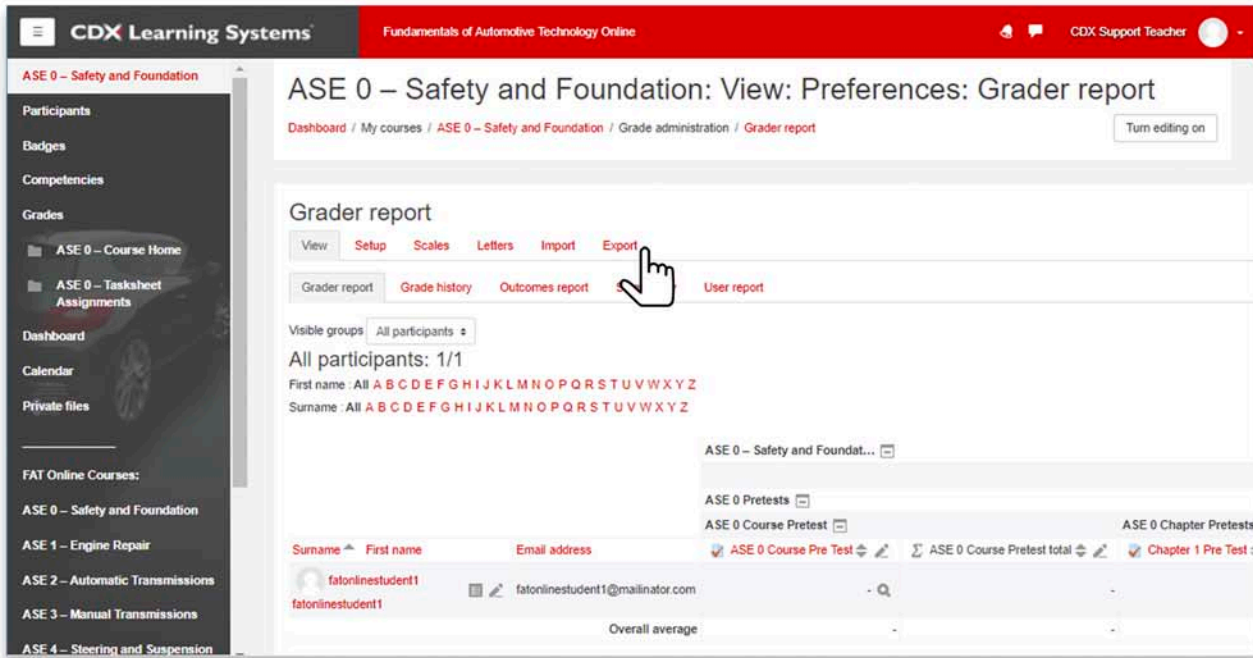 CDX Learning Systems
Fundamentals of Automotive Technology Online
CDX Support Teacher
ASE 0 – Safety and Foundation
Participants
Badges
Competencies
Grades
ASE 0 – Course Home
ASE 0 – Tasksheet
Assignments
Dashboard
Calendar
Private files
FAT Online Courses:
ASE 0 – Safety and Foundation
ASE 1 – Engine Repair
ASE 2 – Automatic Transmissions
ASE 3 – Manual Transmissions
ASE 4 – Steering and Suspension
ASE 0 – Safety and Foundation: View: Preferences: Grader report
Dashboard / My courses / ASE 0 – Safety and Foundation / Grade administration / Grader report
Turn editing on
Grader report
View Setup Scales Letters Import Export
Grader report Grade history Outcomes report User report
Visible groups All participants
All participants: 1/1
First name : All A B C D E F G H I J K L M N O P Q R S T U V W X Y Z
Surname : All A B C D E F G H I J K L M N O P Q R S T U V W X Y Z
ASE 0 – Safety and Foundat...
ASE 0 Pretests
ASE 0 Course Pretest ASE 0 Chapter Pretests
Surname First name Email address ASE 0 Course Pre Test Σ ASE 0 Course Pretest total Chapter 1 Pre Test
fatonlinestudent1
fatonlinestudent1 fatonlinestudent1@mailinator.com - -
Overall average - -